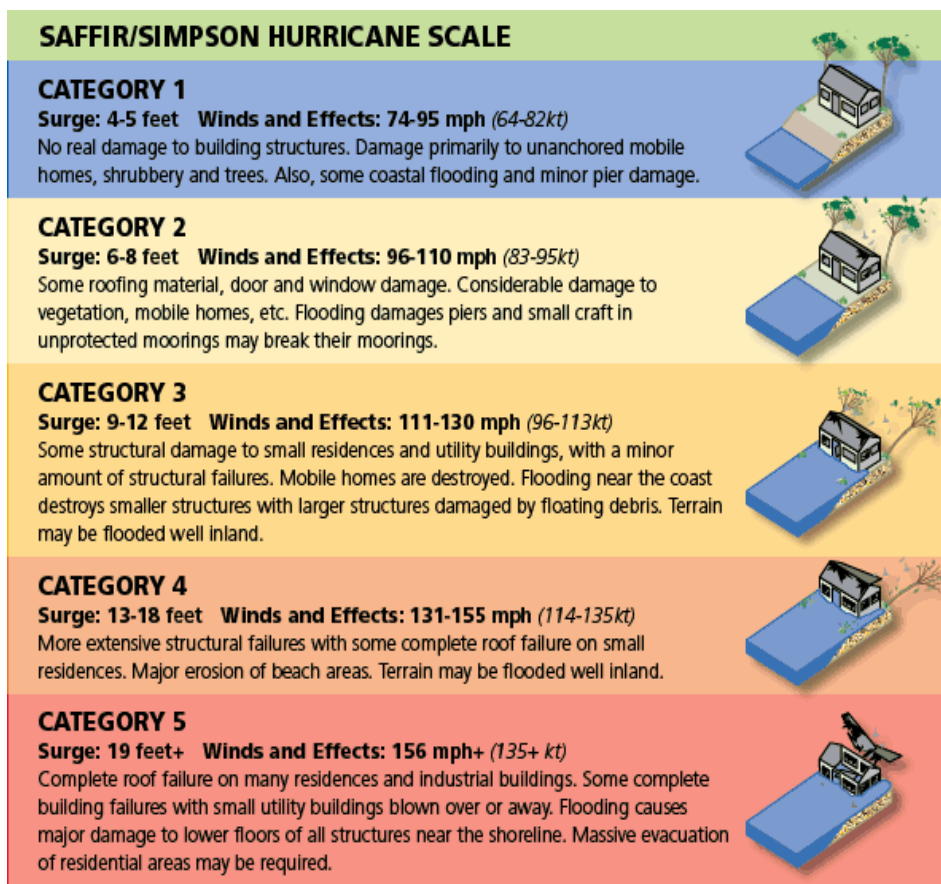 SAFFIR/SIMPSON HURRICANE SCALE
CATEGORY 1
Surge: 4-5 feet Winds and Effects: 74-95 mph (64-82kt)
No real damage to building structures. Damage primarily to unanchored mobile
homes, shrubbery and trees. Also, some coastal flooding and minor pier damage.
CATEGORY 2
Surge: 6-8 feet Winds and Effects: 96-110 mph (83-95kt)
Some roofing material, door and window damage. Considerable damage to
vegetation, mobile homes, etc. Flooding damages piers and small craft in
unprotected moorings may break their moorings.
CATEGORY 3
Surge: 9-12 feet Winds and Effects: 111-130 mph (96-113kt)
Some structural damage to small residences and utility buildings, with a minor
amount of structural failures. Mobile homes are destroyed. Flooding near the coast
destroys smaller structures with larger structures damaged by floating debris. Terrain
may be flooded well inland.
CATEGORY 4
Surge: 13-18 feet Winds and Effects: 131-155 mph (114-135kt)
More extensive structural failures with some complete roof failure on small
residences. Major erosion of beach areas. Terrain may be flooded well inland.
CATEGORY 5
Surge: 19 feet+ Winds and Effects: 156 mph+ (135+ kt)
Complete roof failure on many residences and industrial buildings. Some complete
building failures with small utility buildings blown over or away. Flooding causes
major damage to lower floors of all structures near the shoreline. Massive evacuation
of residential areas may be required.